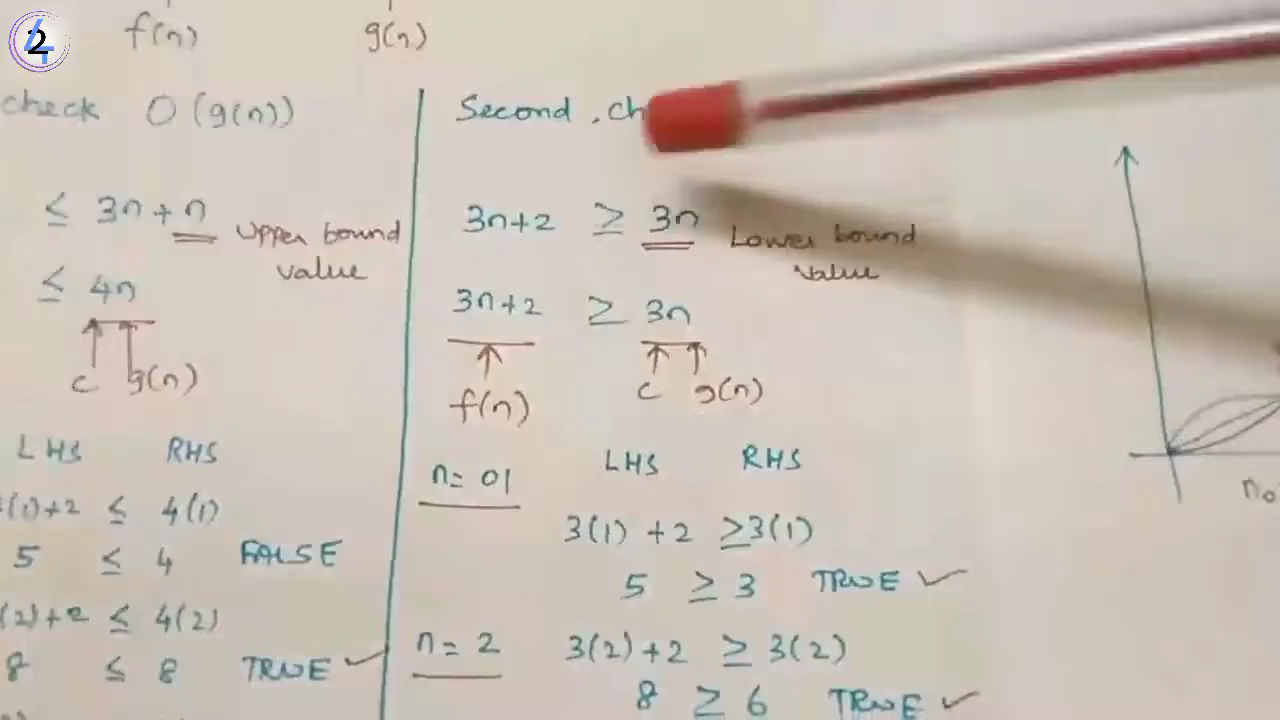 24
f(n) g(n)
check O(g(n))
≤ 3n+n Upper bound
value
≤ 4n
c g(n)
LHS RHS
(1)+2 ≤ 4(1)
5 ≤ 4 FALSE
(2)+2 ≤ 4(2)
8 ≤ 8 TRUE ✓
Second, ch
3n+2 ≥ 3n Lower bound
value
3n+2 ≥ 3n
f(n) c g(n)
n= 01 LHS RHS
3(1) +2 ≥3(1)
5 ≥ 3 TRUE ✓
n= 2 3(2)+2 ≥ 3(2)
8 ≥ 6 TRUE ✓
n0